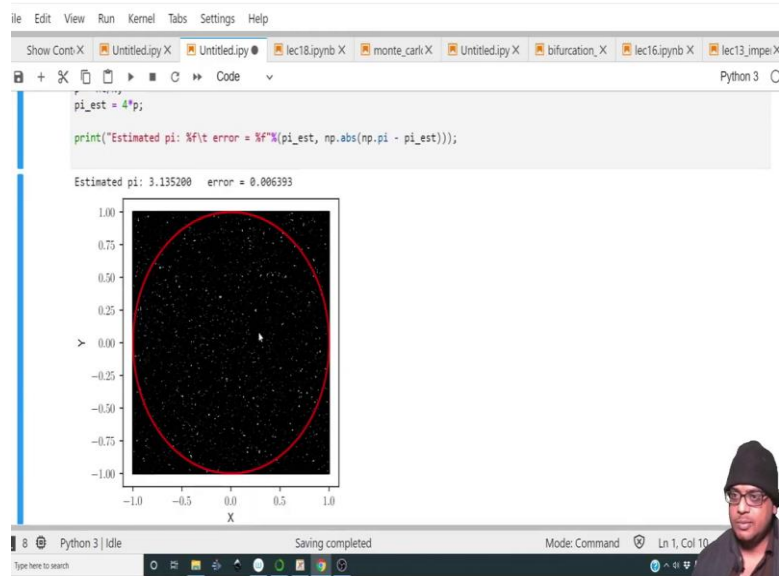 ile Edit View Run Kernel Tabs Settings Help
Show Cont X Untitled.ipy X Untitled.ipy lec18.ipynb X monte_carlo X Untitled.ipy X bifurcation_ X lec16.ipynb X lec13_impe X
Code Python 3
pi_est = 4*p;
print("Estimated pi: %f\t error = %f"%(pi_est, np.abs(np.pi - pi_est)));
Estimated pi: 3.135200 error = 0.006393
1.00
0.75
0.50
0.25
0.00
−0.25
−0.50
−0.75
−1.00
Y
−1.0 −0.5 0.0 0.5 1.0
X
8 Python 3 | Idle Saving completed Mode: Command Ln 1, Col 10
Type here to search